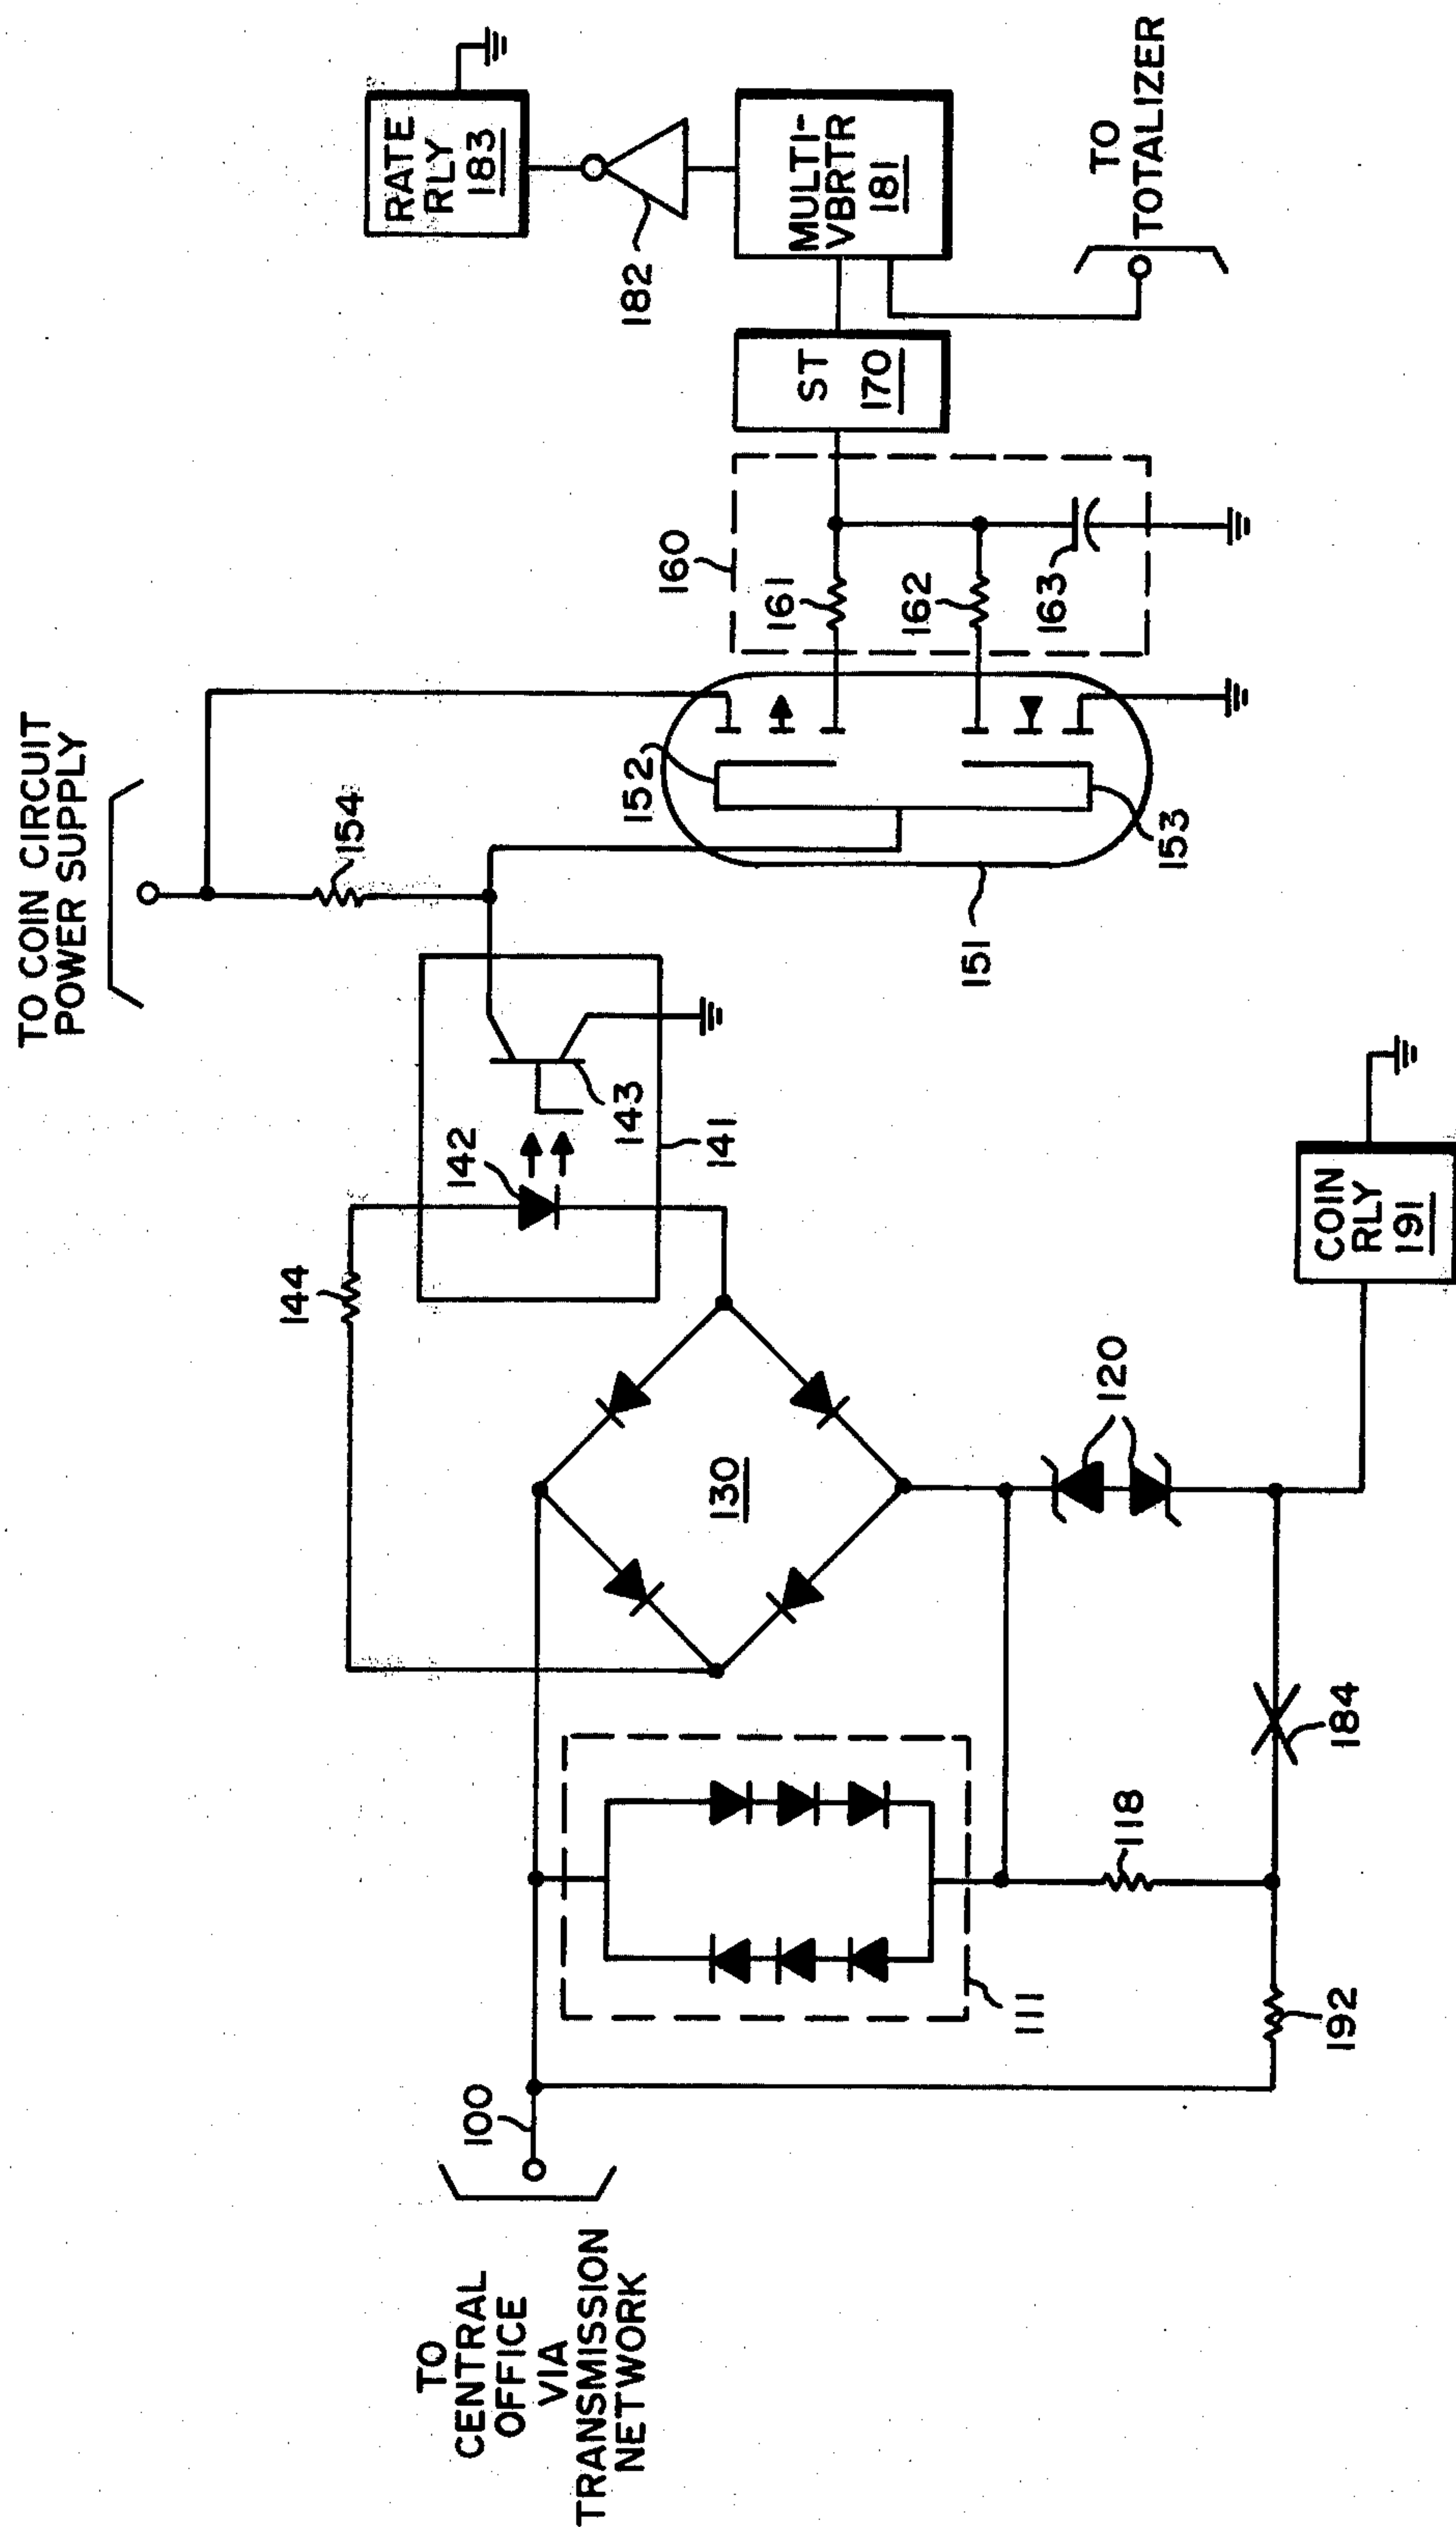 TO
CENTRAL
OFFICE
VIA
TRANSMISSION
NETWORK
100
111
192
118
184
120
130
144
142
143
141
COIN
RLY
191
TO COIN CIRCUIT
POWER SUPPLY
154
152
153
151
160
161
162
163
ST
170
MULTI-
VBRTR
181
182
RATE
RLY
183
TO
TOTALIZER